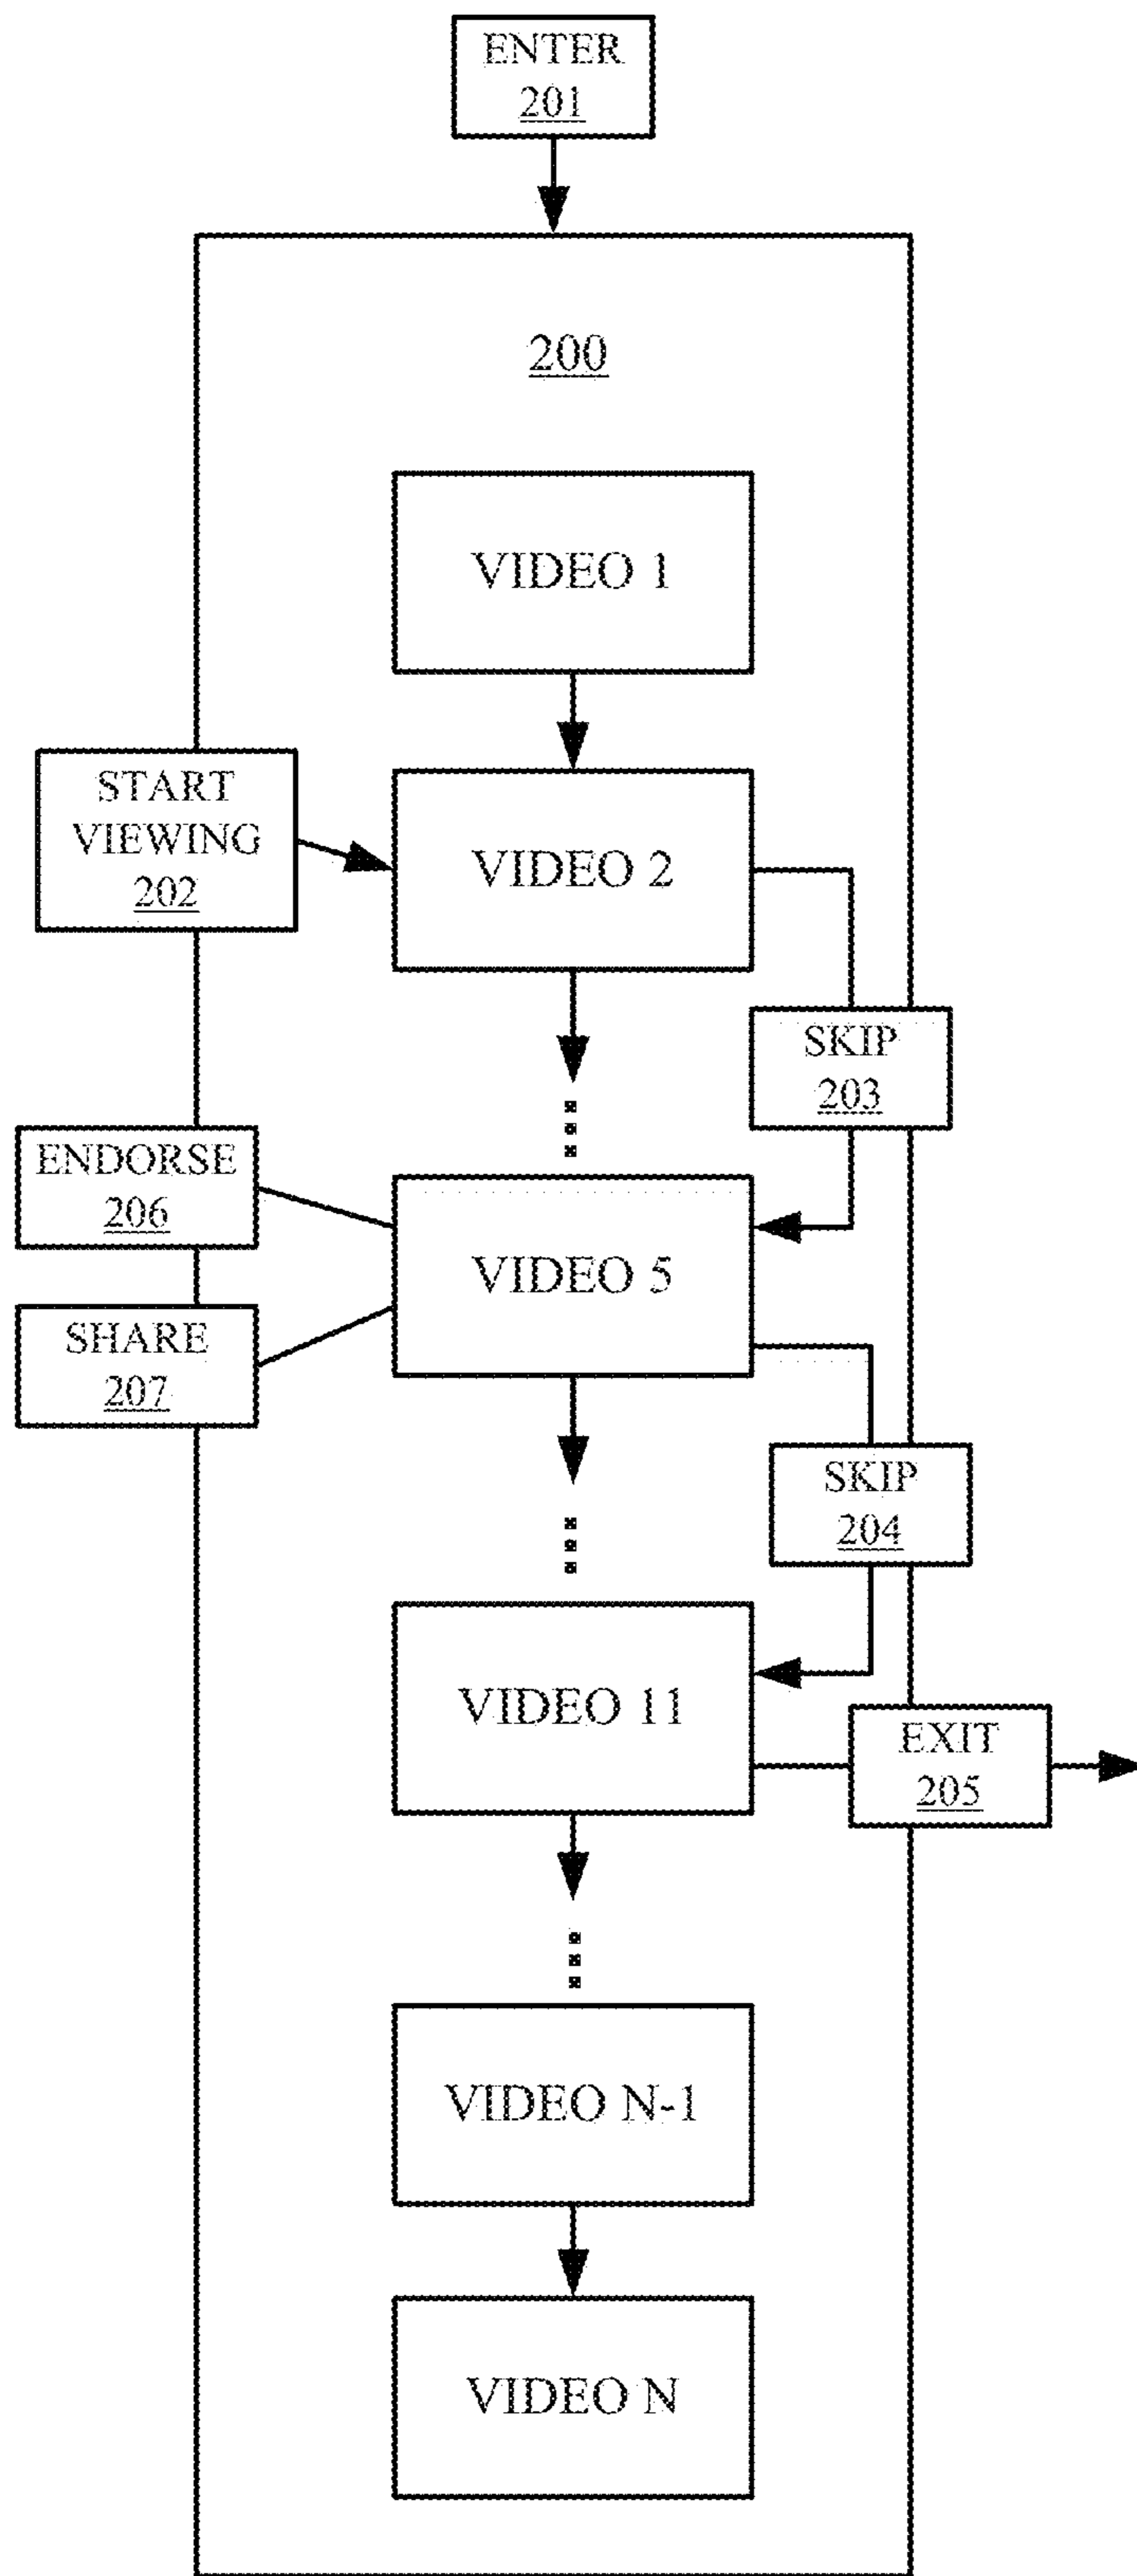 ENTER
201
200
VIDEO 1
START
VIEWING
202
VIDEO 2
SKIP
203
ENDORSE
206
VIDEO 5
SHARE
207
SKIP
204
VIDEO 11
EXIT
205
VIDEO N-1
VIDEO N